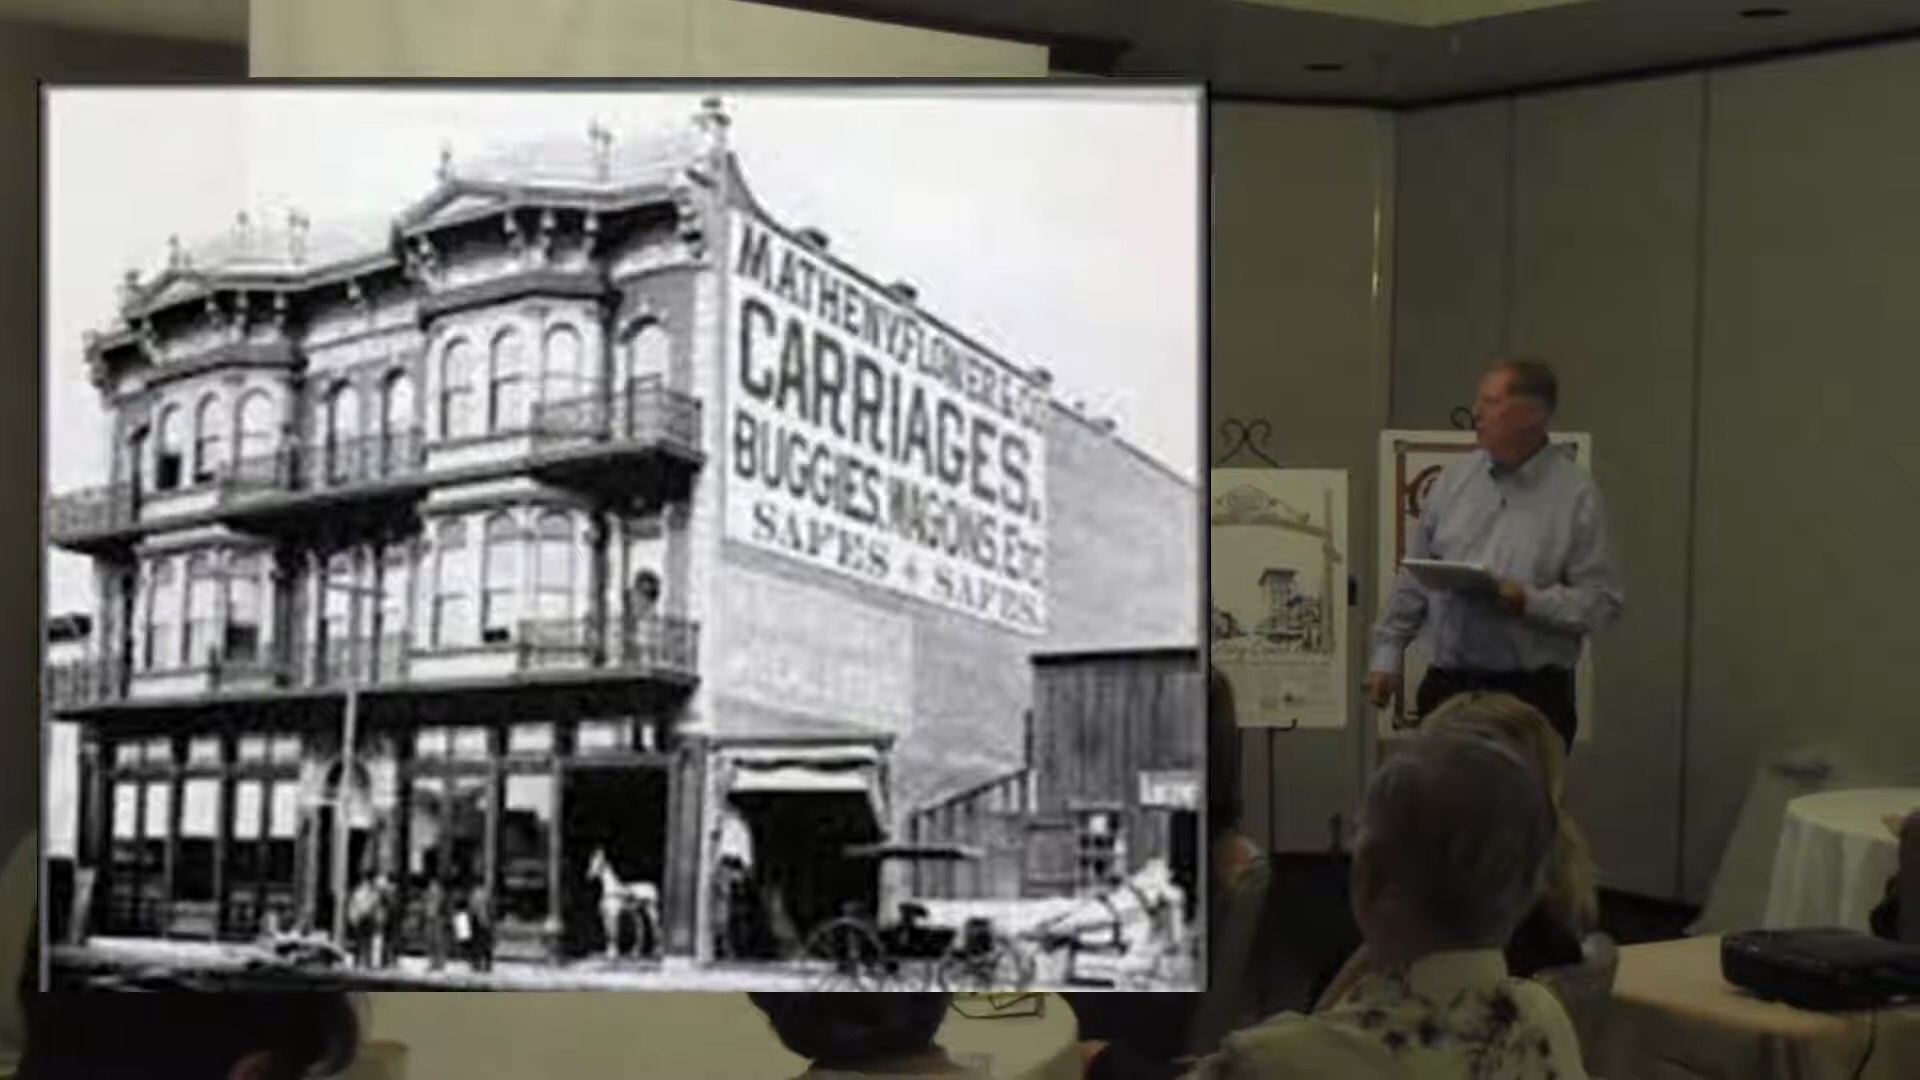 MATHENY, FLOWER & CO.
CARRIAGES.
BUGGIES, WAGONS, ETC
SAFES + SAFES.